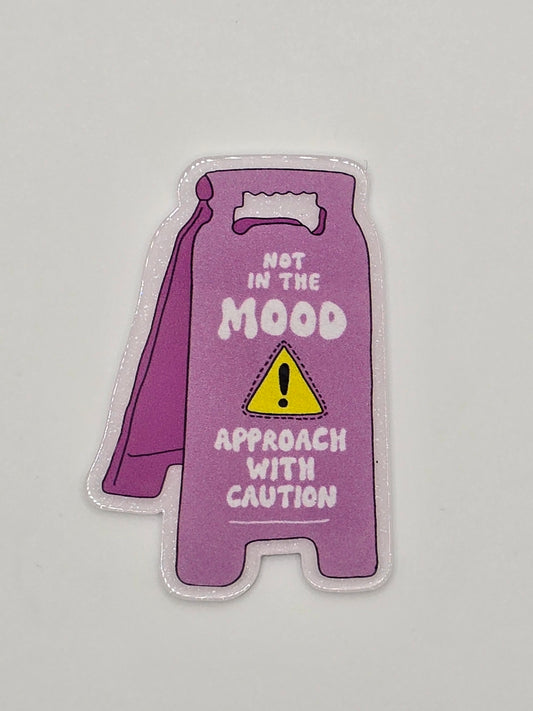 NOT
IN THE
MOOD
!
APPROACH
WITH
CAUTION